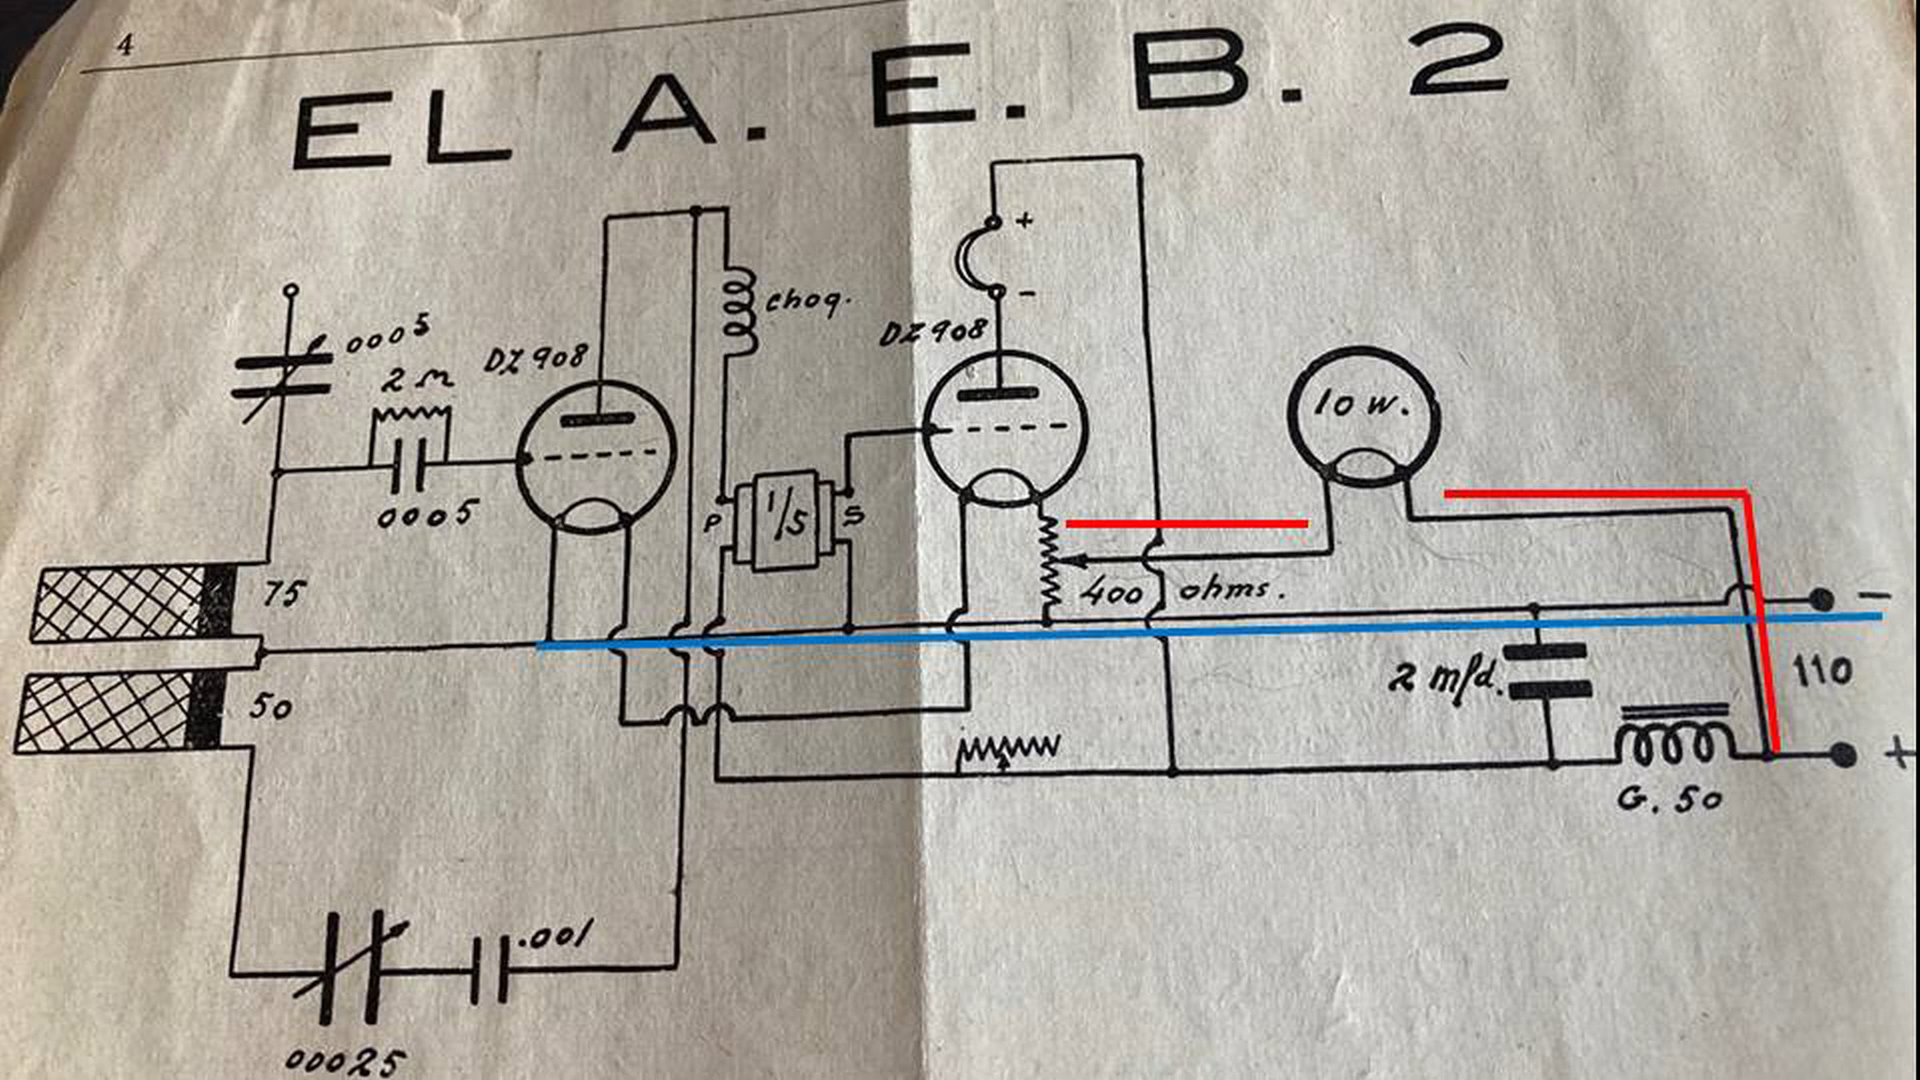 4
EL A. E. B. 2
+
choq.
-
0005
DZ 908
DZ 908
2 Ω
10 w.
0005
P
1/5
S
75
400 ohms.
-
50
2 mfd.
110
+
G. 50
.001
00025